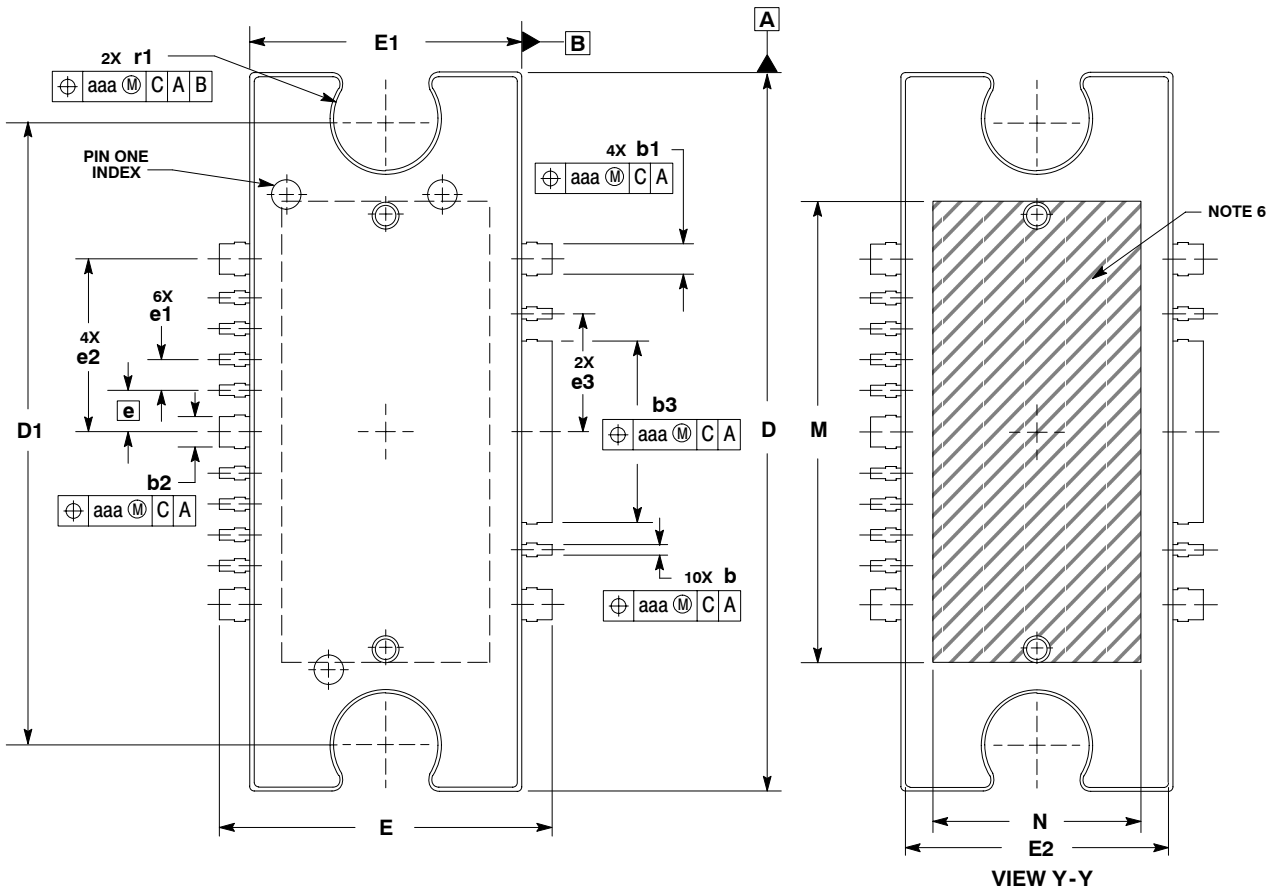 A
E1
B
2X r1
⌖ aaa Ⓜ C A B
PIN ONE
INDEX
4X b1
⌖ aaa Ⓜ C A
NOTE 6
6X
e1
4X
e2
2X
e3
e
D1
b3
⌖ aaa Ⓜ C A
D
M
b2
⌖ aaa Ⓜ C A
10X b
⌖ aaa Ⓜ C A
E
N
E2
VIEW Y-Y